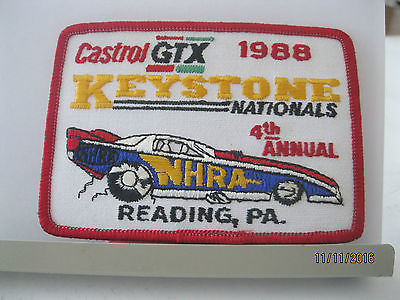 Castrol GTX 1988
KEYSTONE
NATIONALS
4th
ANNUAL
NHRA
READING, PA.
11/11/2016